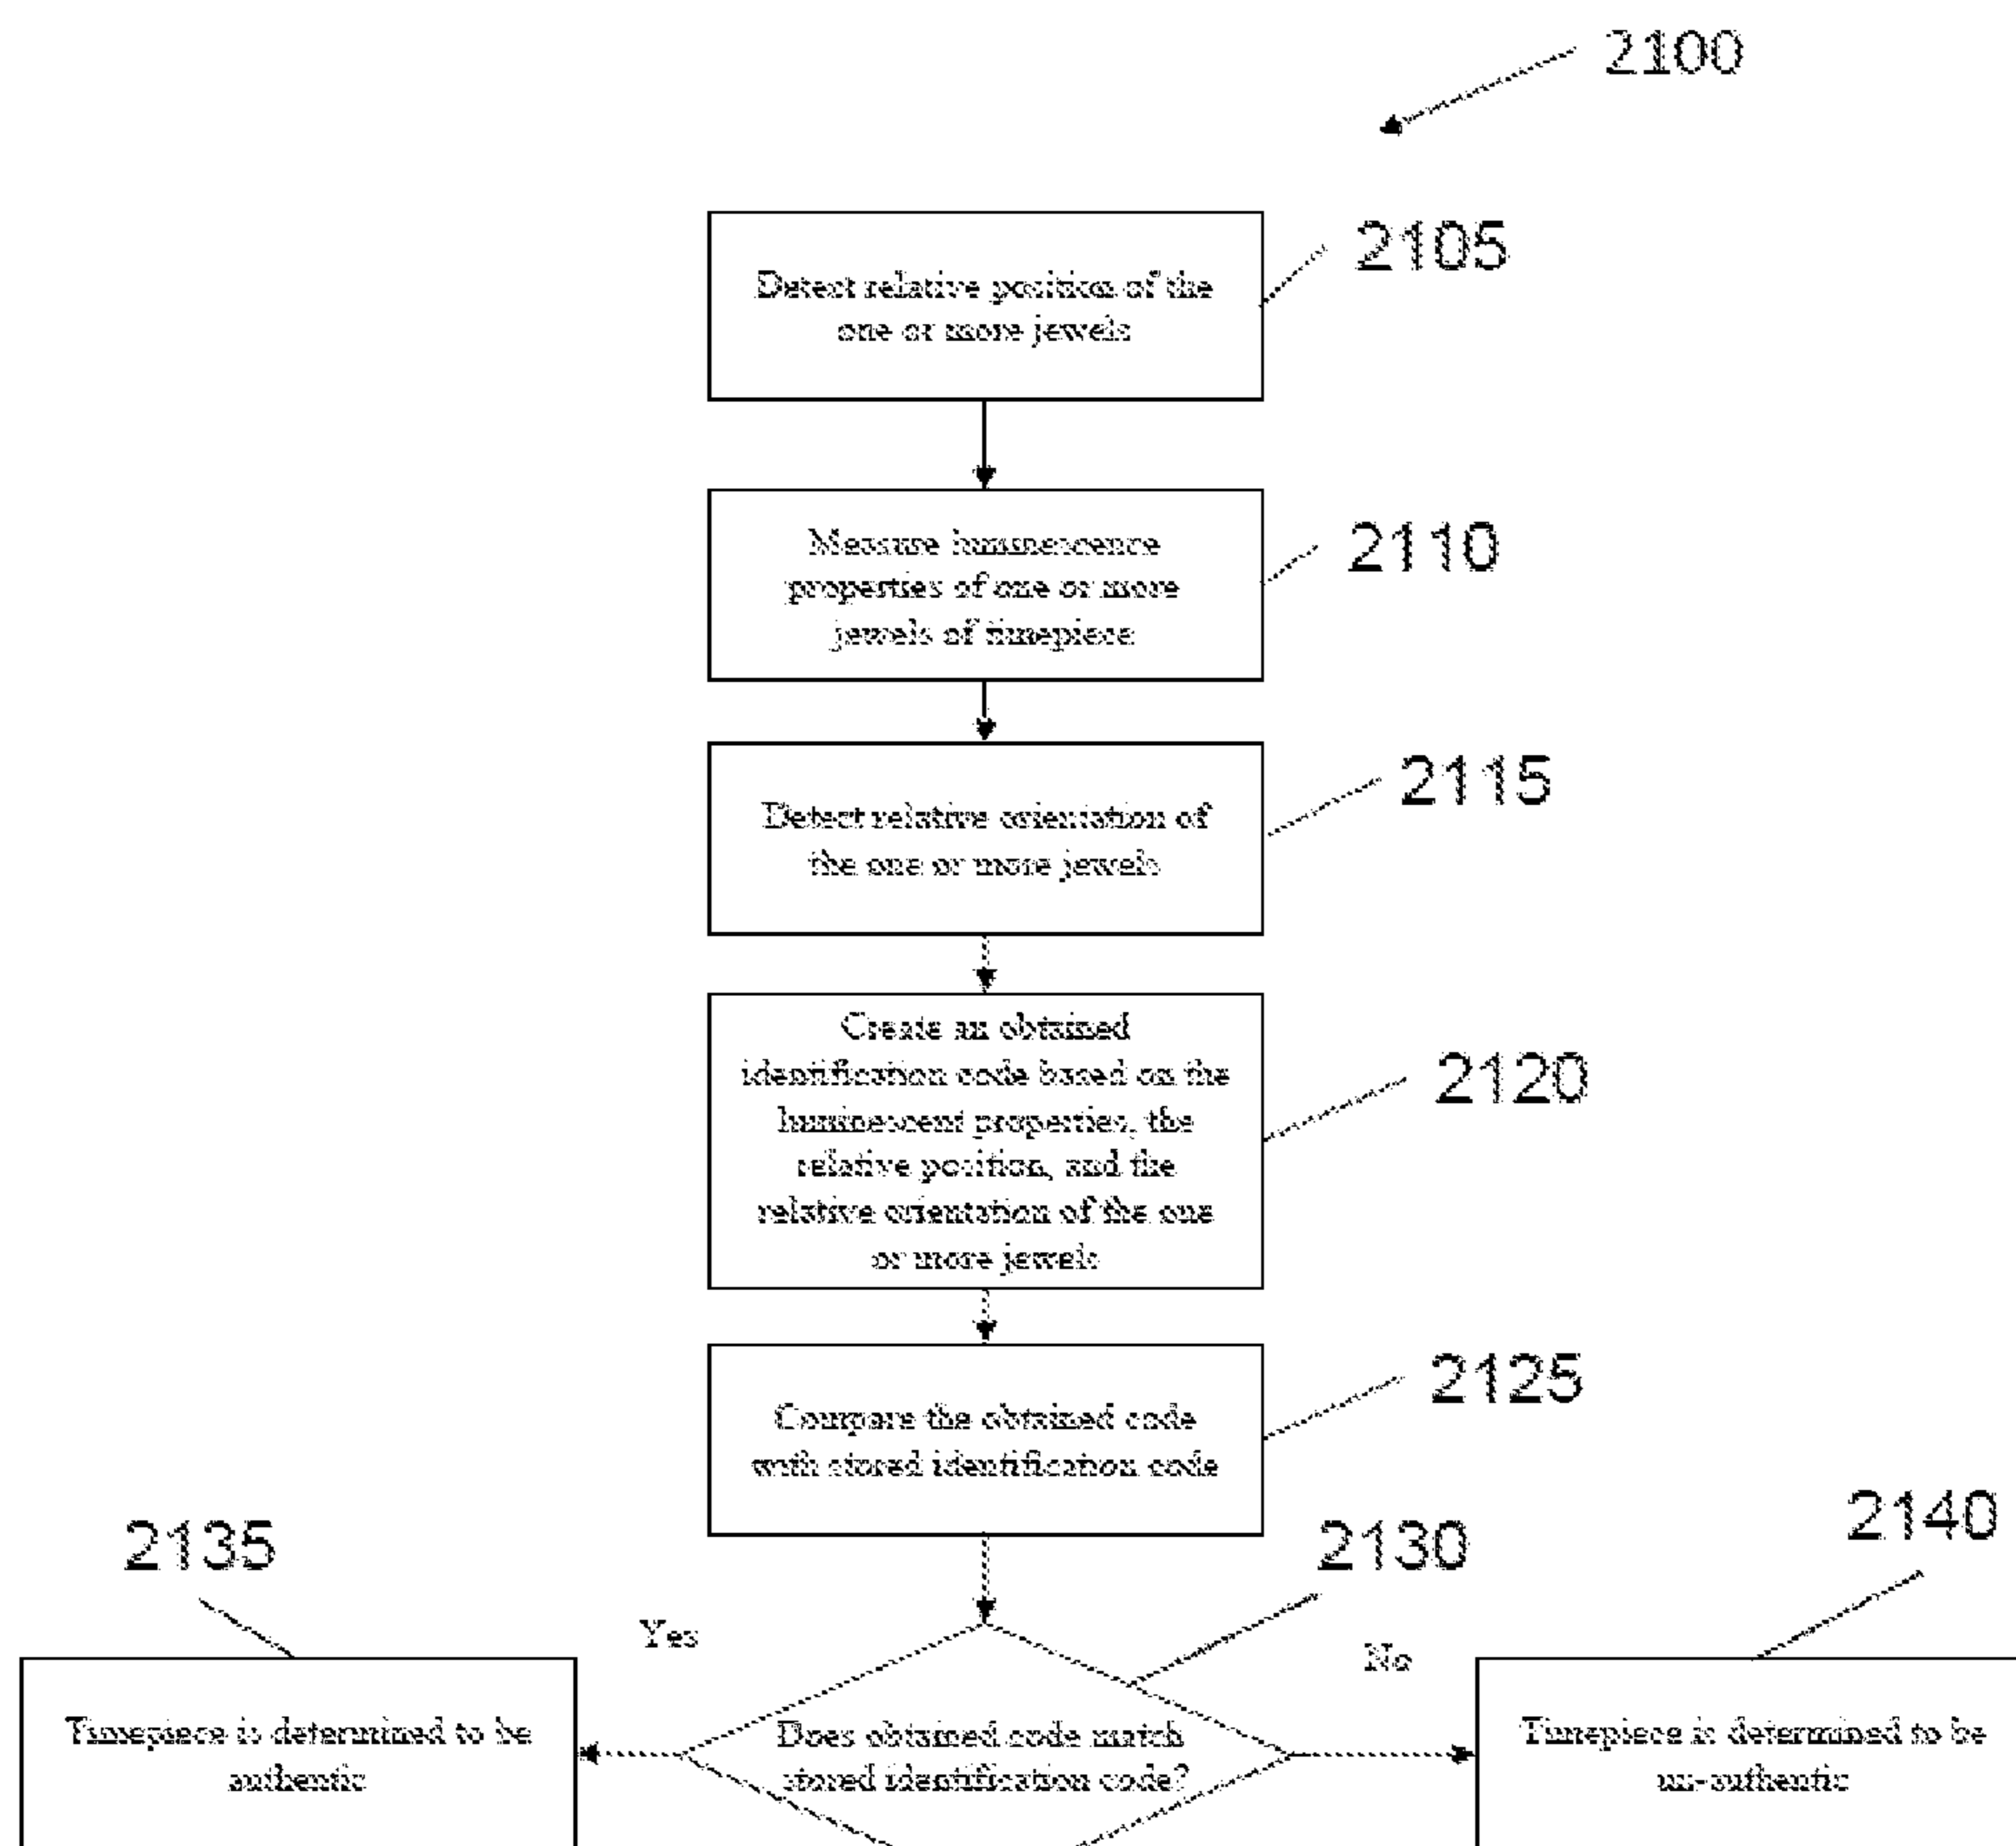 2100
Detect relative position of the
one or more jewels
2105
Measure luminescence
properties of one or more
jewels of timepiece
2110
Detect relative orientation of
the one or more jewels
2115
Create an obtained
identification code based on the
luminescent properties, the
relative position, and the
relative orientation of the one
or more jewels
2120
Compare the obtained code
with stored identification code
2125
2135
2130
2140
Yes
No
Timepiece is determined to be
authentic
Does obtained code match
stored identification code?
Timepiece is determined to be
un-authentic